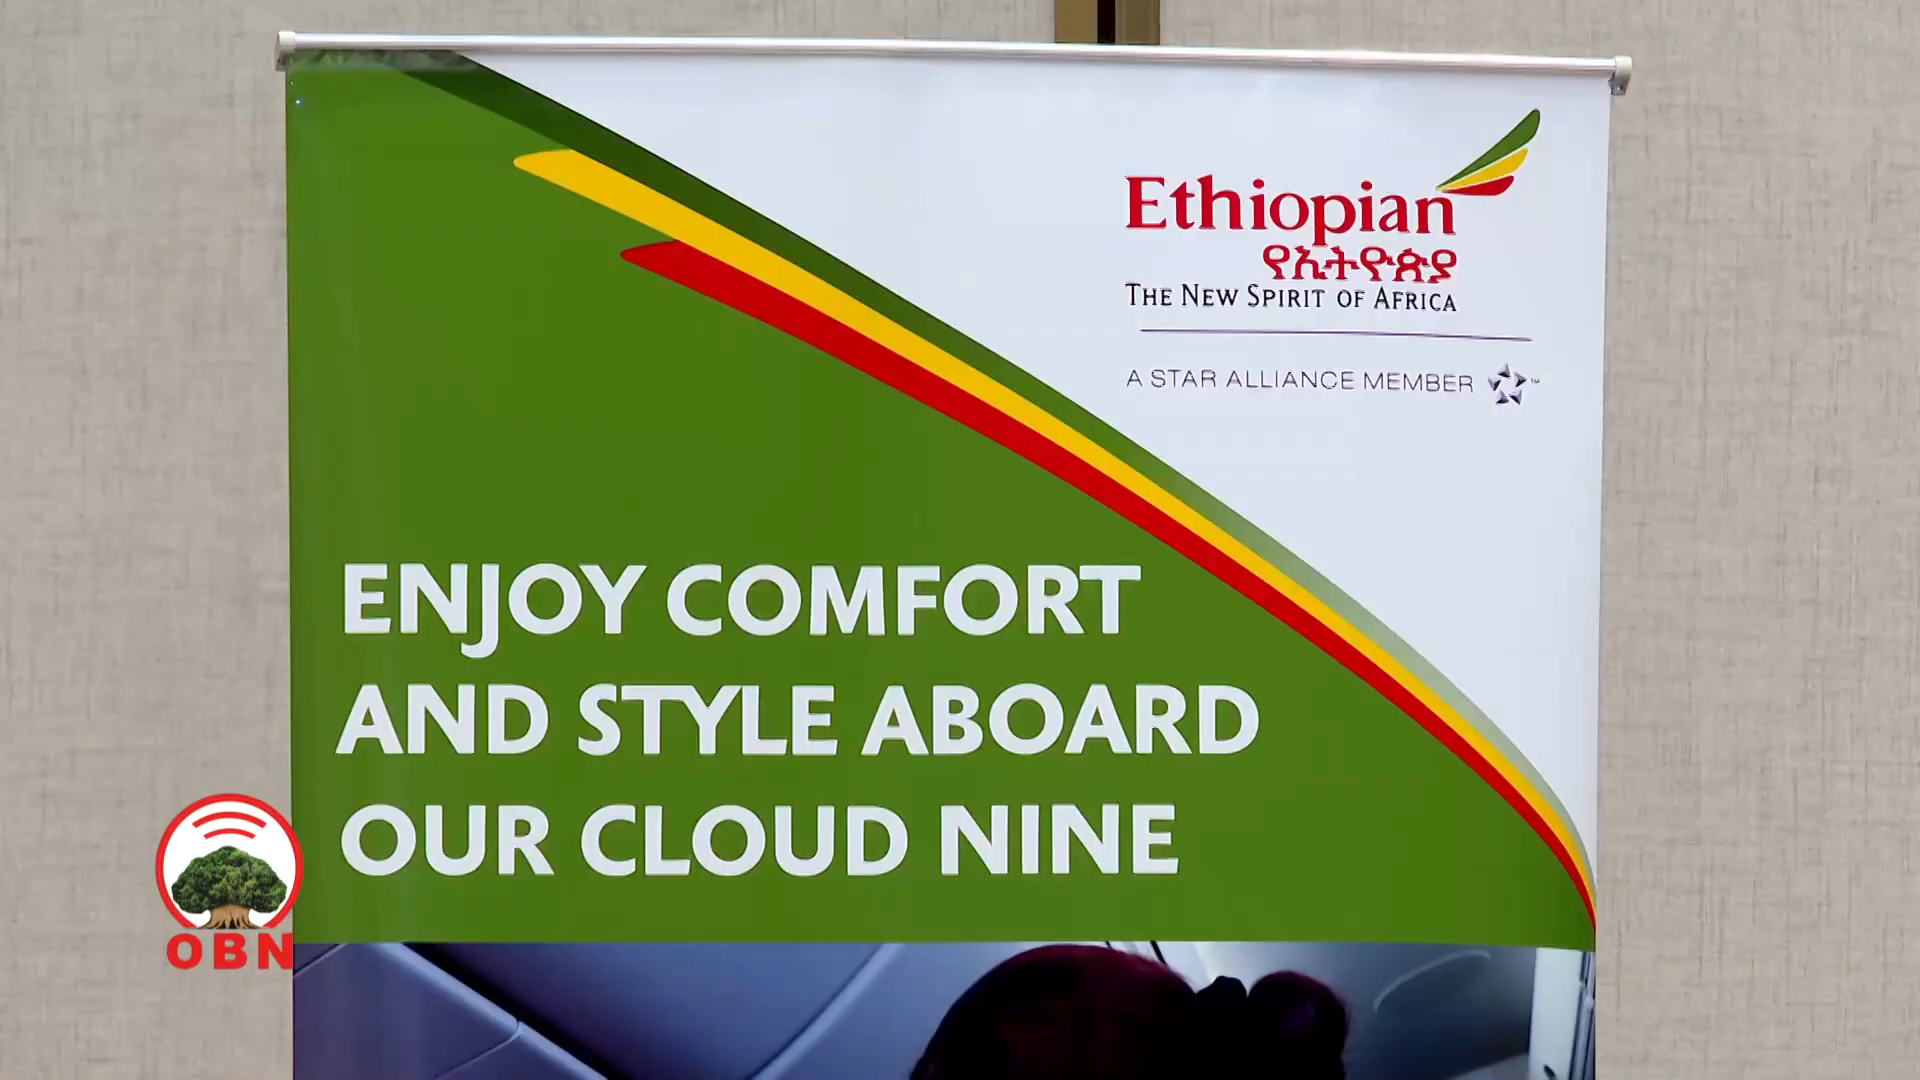 Ethiopian
የኢትዮጵያ
THE NEW SPIRIT OF AFRICA
A STAR ALLIANCE MEMBER ™
ENJOY COMFORT
AND STYLE ABOARD
OUR CLOUD NINE
OBN